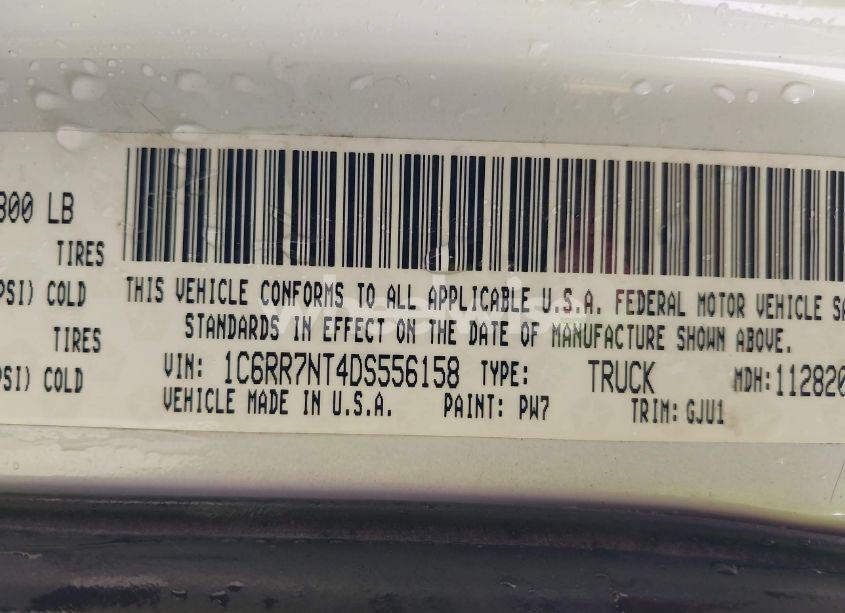 800 LB
TIRES
PSI) COLD
PSI) COLD
THIS VEHICLE CONFORMS TO ALL APPLICABLE U.S.A. FEDERAL MOTOR VEHICLE SA
STANDARDS IN EFFECT ON THE DATE OF MANUFACTURE SHOWN ABOVE.
VIN: 1C6RR7NT4DS556158 TYPE: TRUCK MDH:112820
VEHICLE MADE IN U.S.A. PAINT: PW7 TRIM: GJU1
wheelwise